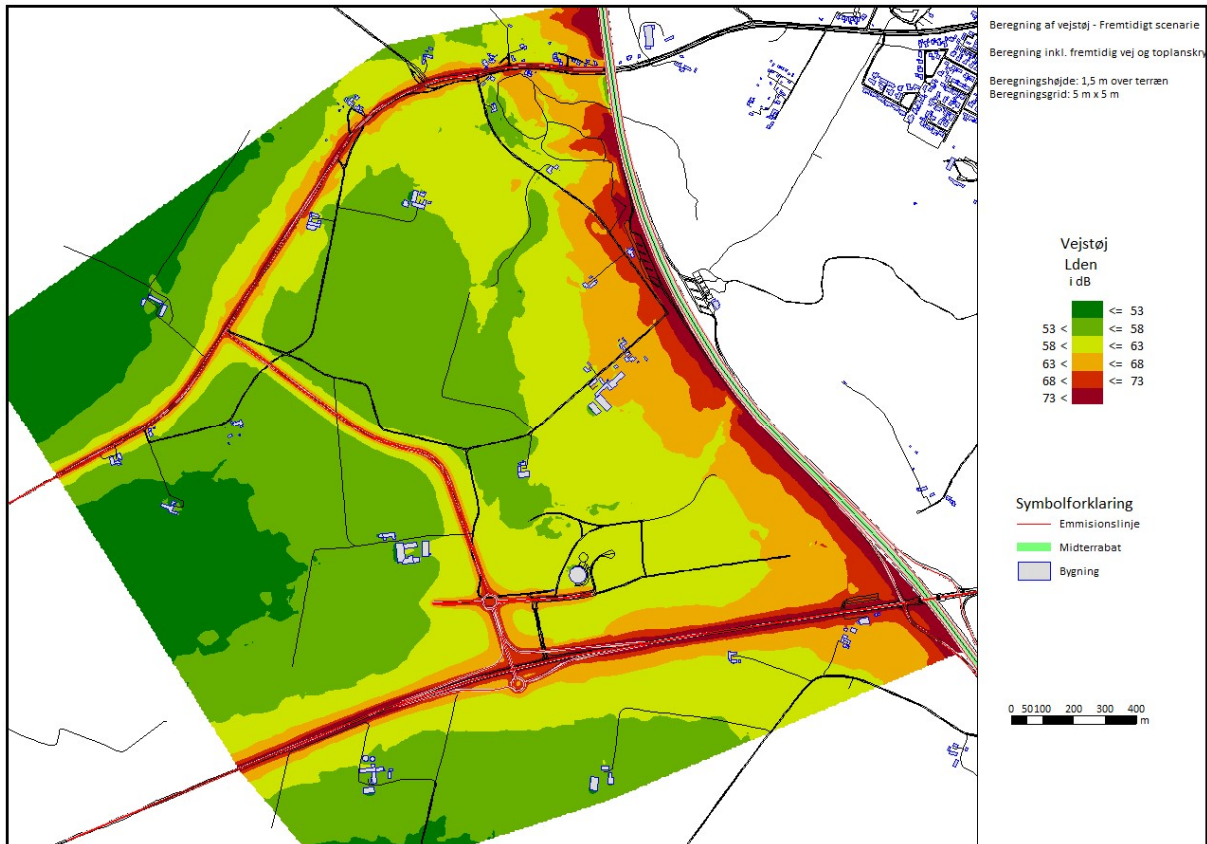 Beregning af vejstøj - Fremtidigt scenarie
Beregning inkl. fremtidig vej og toplanskry
Beregningshøjde: 1,5 m over terræn
Beregningsgrid: 5 m x 5 m
Vejstøj
Lden
i dB
<= 53
53 < <= 58
58 < <= 63
63 < <= 68
68 < <= 73
73 <
Symbolforklaring
Emmisionslinje
Midterrabat
Bygning
0 50100 200 300 400
m